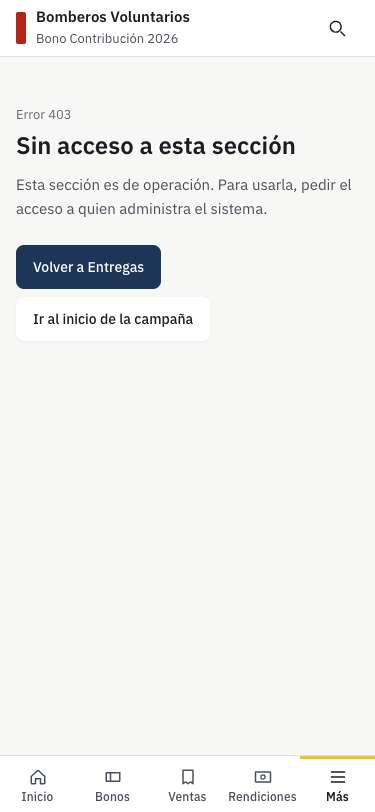 Bomberos Voluntarios
Bono Contribución 2026
Error 403
Sin acceso a esta sección
Esta sección es de operación. Para usarla, pedir el
acceso a quien administra el sistema.
Volver a Entregas
Ir al inicio de la campaña
Inicio
Bonos
Ventas
Rendiciones
Más